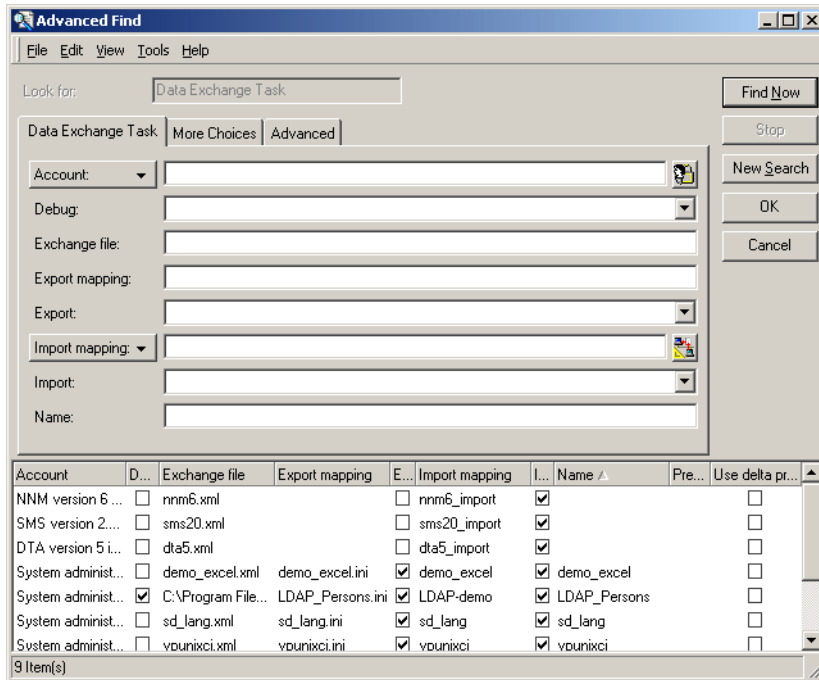 Advanced Find
File Edit View Tools Help
Look for: Data Exchange Task
Find Now
Data Exchange Task More Choices Advanced
Stop
Account:
New Search
Debug:
OK
Exchange file:
Cancel
Export mapping:
Export:
Import mapping:
Import:
Name:
Account D... Exchange file Export mapping E... Import mapping I... Name Pre... Use delta pr...
NNM version 6 ... nnm6.xml nnm6_import
SMS version 2.... sms20.xml sms20_import
DTA version 5 i... dta5.xml dta5_import
System administ... demo_excel.xml demo_excel.ini demo_excel demo_excel
System administ... C:\Program File... LDAP_Persons.ini LDAP-demo LDAP_Persons
System administ... sd_lang.xml sd_lang.ini sd_lang sd_lang
System administ... vpunixci.xml vpunixci.ini vpunixci vpunixci
9 Item(s)